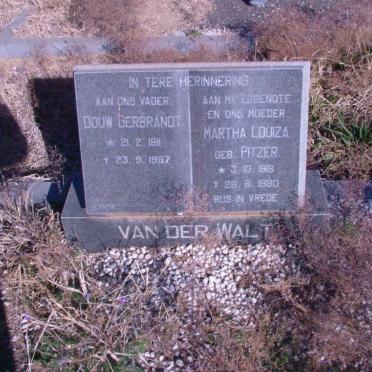 IN TERE HERINNERING
AAN ONS VADER
DOUW GERBRANDT
★ 21. 2. 1911
† 23. 9. 1967
AAN MY EGGENOTE
EN ONS MOEDER
MARTHA LOUIZA
GEB. PITZER
★ 3. 10. 1918
† 26. 6. 1980
RUS IN VREDE
VAN DER WALT